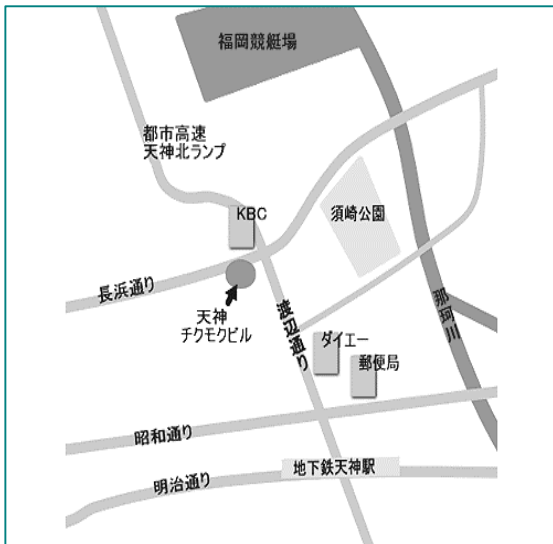 福岡競艇場
都市高速
天神北ランプ
KBC
須崎公園
長浜通り
天神
チクモクビル
渡辺通り
那珂川
ダイエー
郵便局
昭和通り
地下鉄天神駅
明治通り